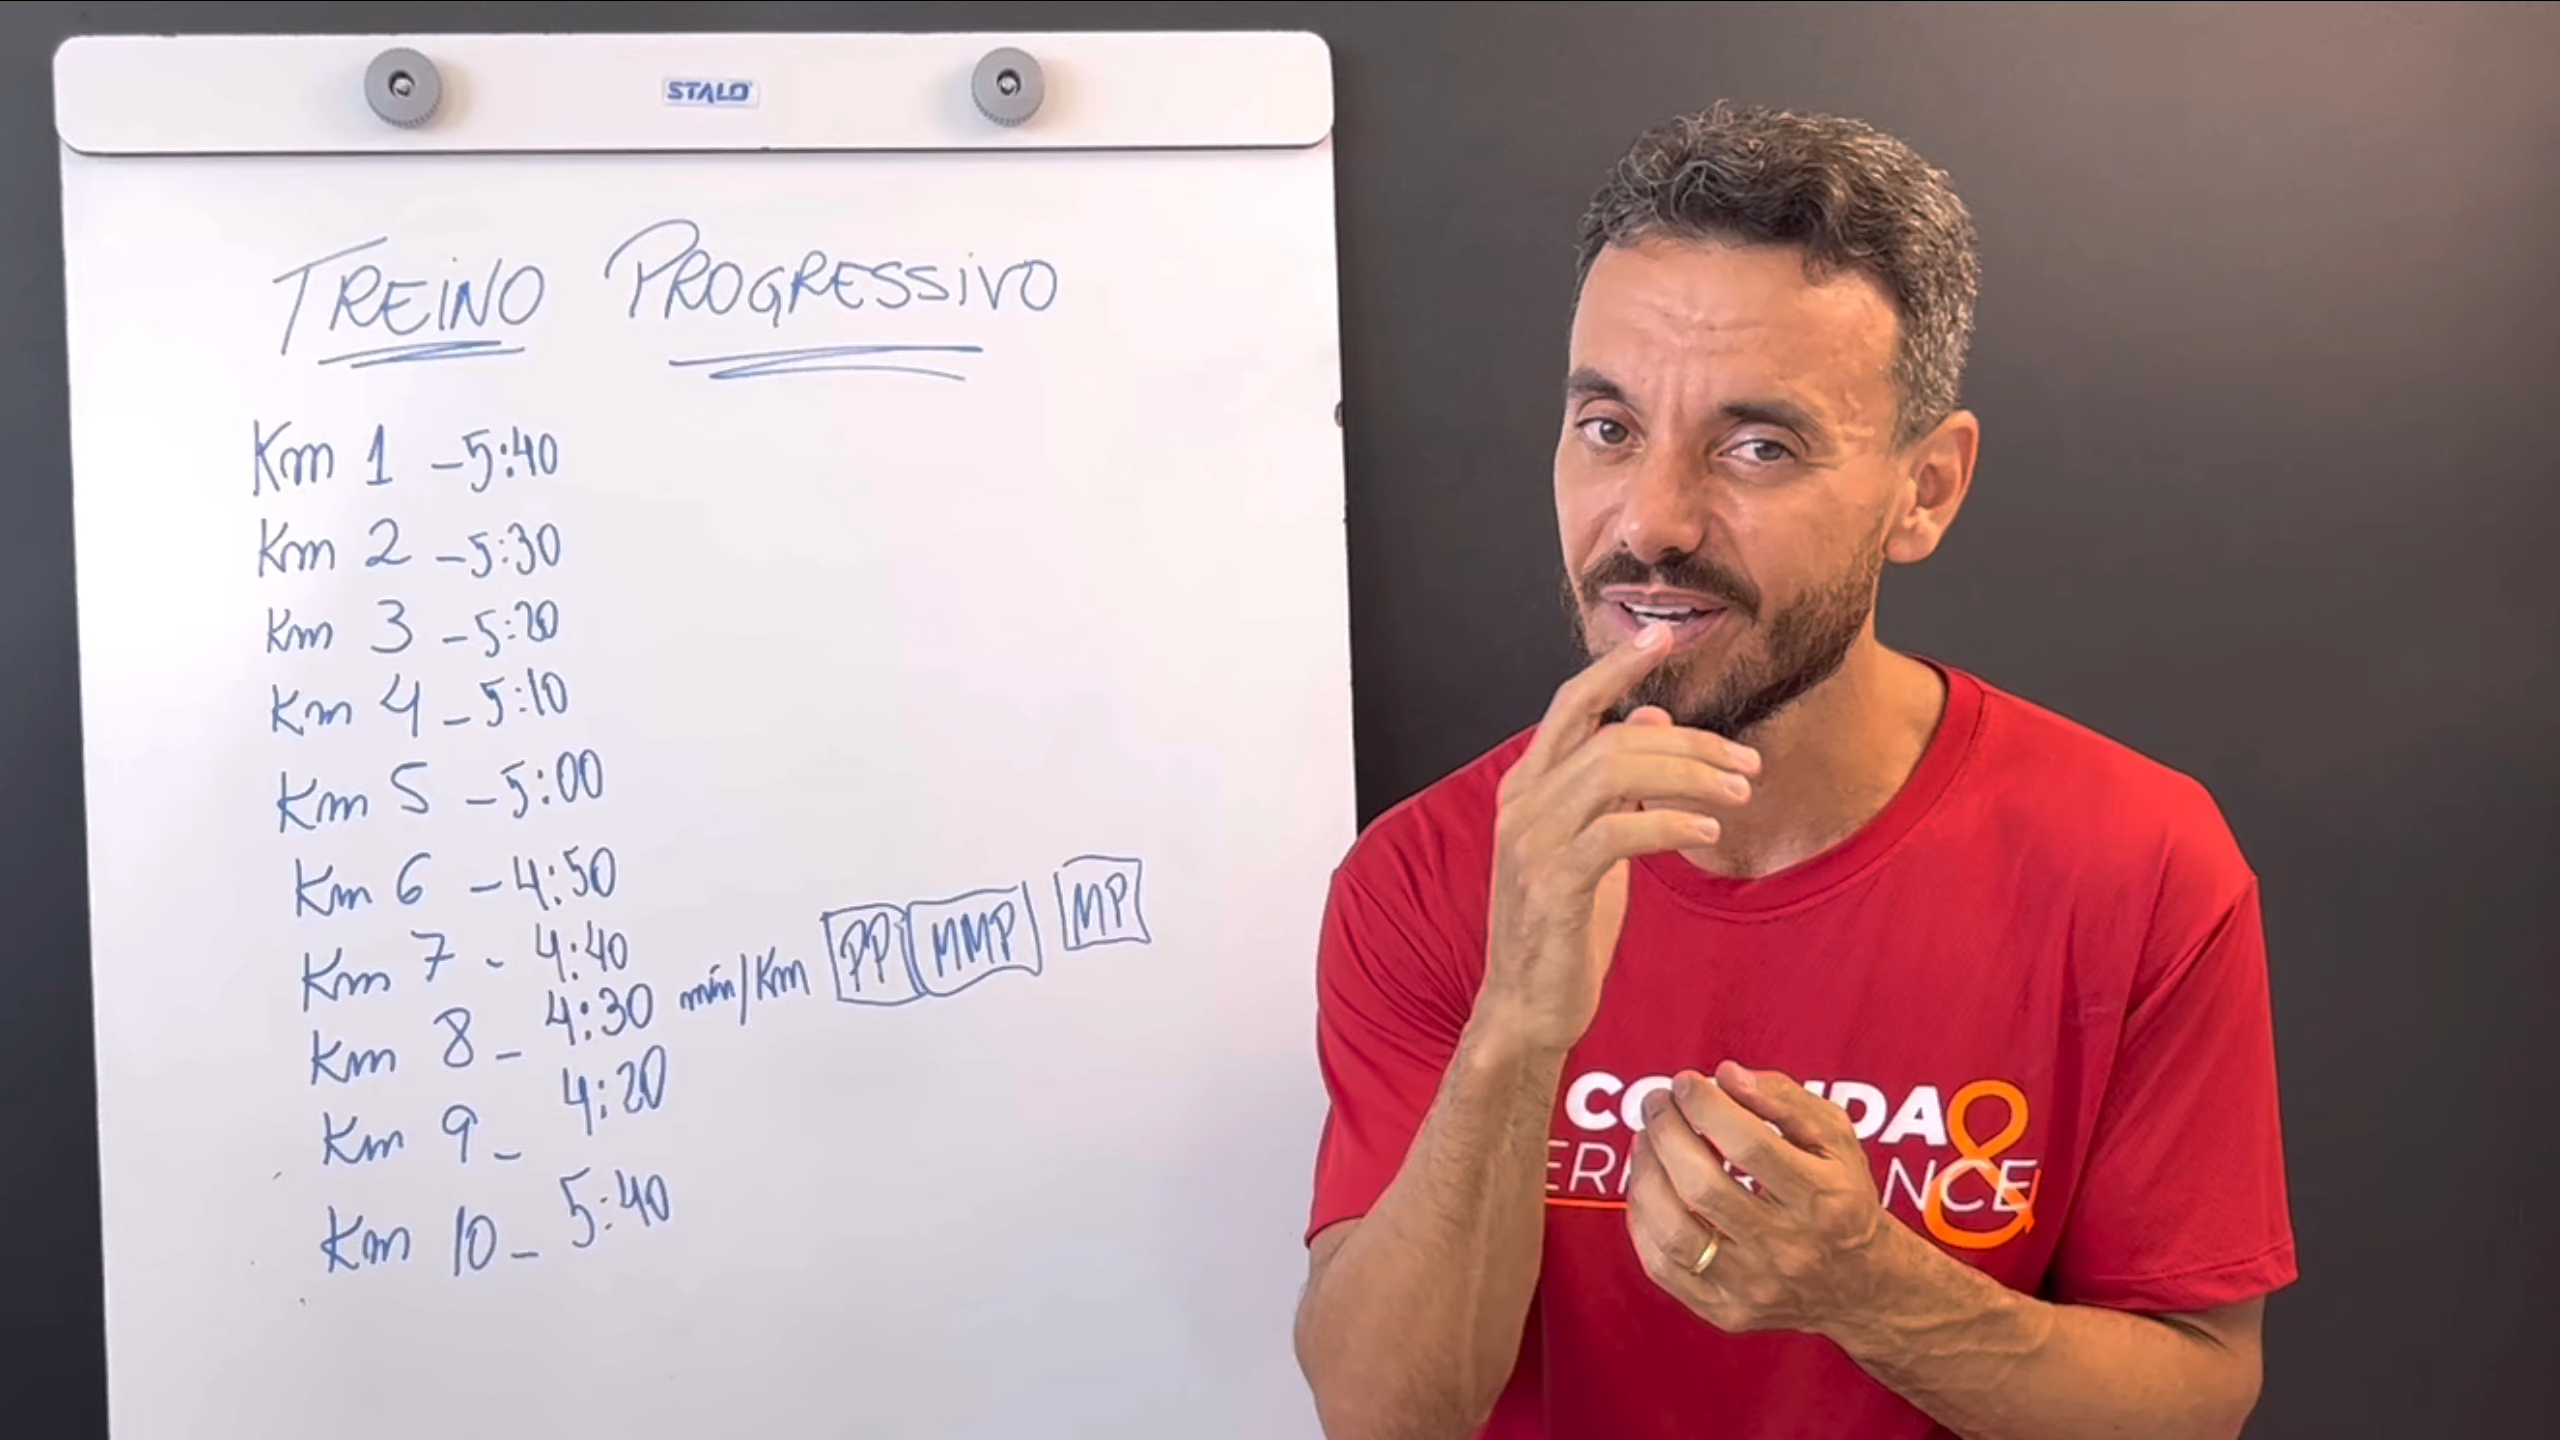 STALO
TREINO PROGRESSIVO
Km 1 - 5:40
Km 2 - 5:30
Km 3 - 5:20
Km 4 - 5:10
Km 5 - 5:00
Km 6 - 4:50
Km 7 - 4:40
Km 8 - 4:30 min/Km PP MMP MP
Km 9 - 4:20
Km 10 - 5:40